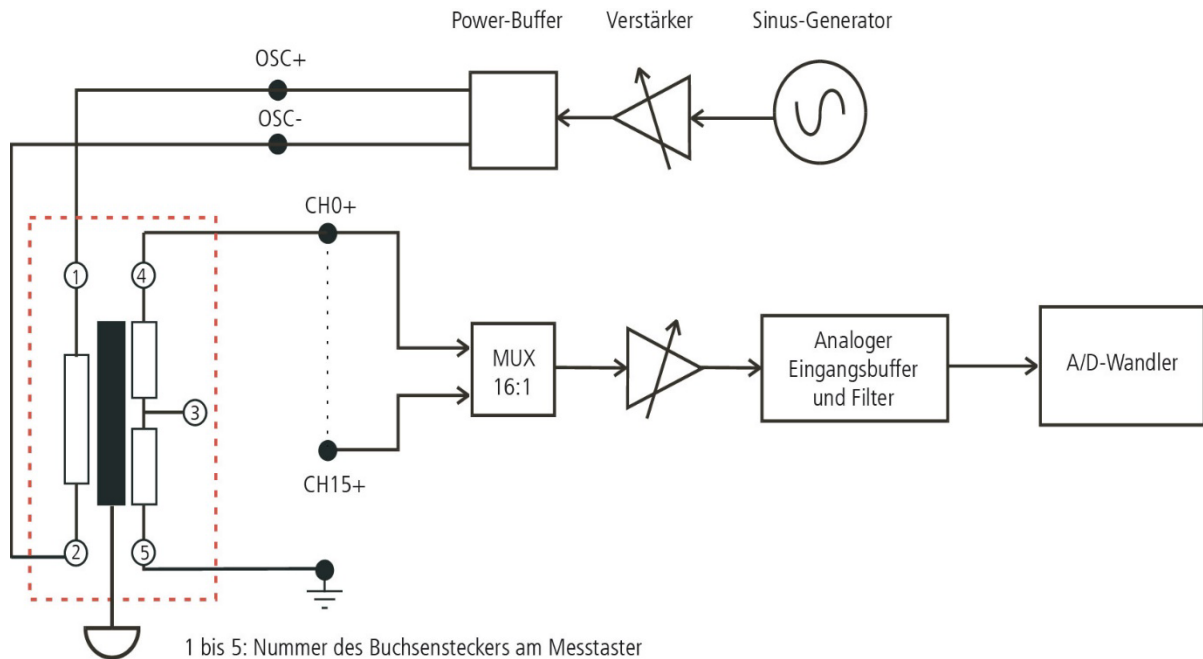 Power-Buffer
Verstärker
Sinus-Generator
OSC+
OSC-
CH0+
1
4
MUX
16:1
Analoger
Eingangsbuffer
und Filter
A/D-Wandler
3
CH15+
2
5
1 bis 5: Nummer des Buchsensteckers am Messtaster